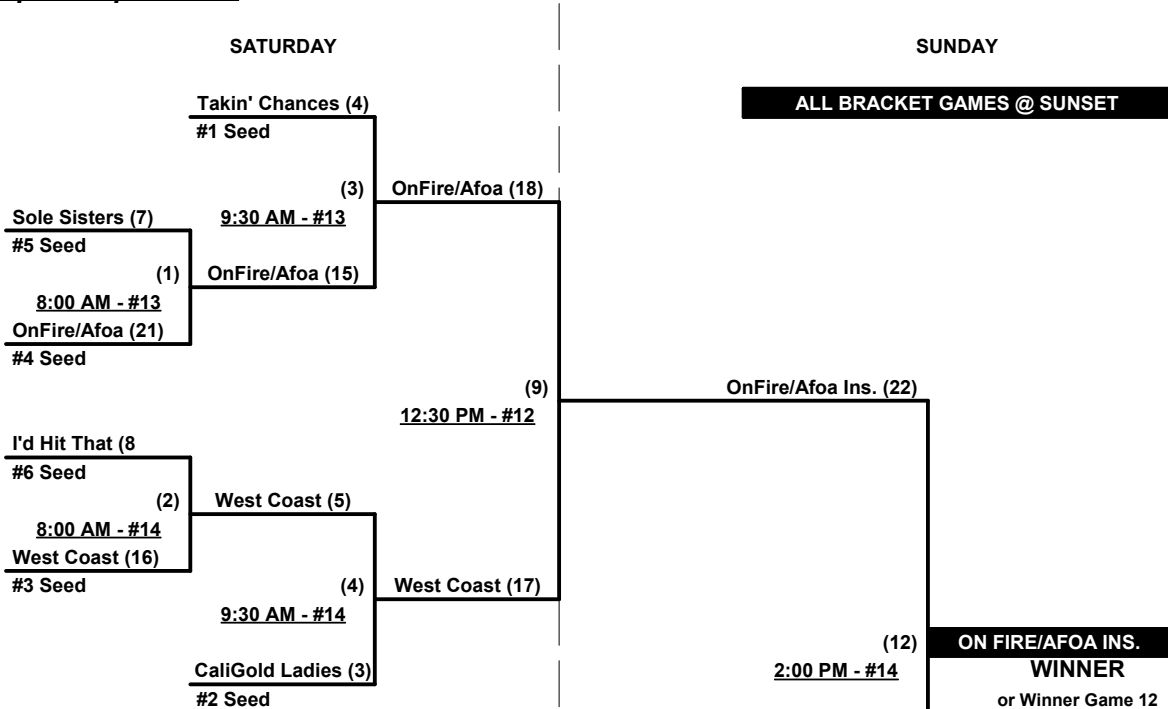 SATURDAY
SUNDAY
Takin' Chances (4)
ALL BRACKET GAMES @ SUNSET
#1 Seed
(3)
OnFire/Afoa (18)
Sole Sisters (7)
9:30 AM - #13
#5 Seed
(1)
OnFire/Afoa (15)
8:00 AM - #13
OnFire/Afoa (21)
#4 Seed
(9)
OnFire/Afoa Ins. (22)
12:30 PM - #12
I'd Hit That (8
#6 Seed
(2)
West Coast (5)
8:00 AM - #14
West Coast (16)
#3 Seed
(4)
West Coast (17)
9:30 AM - #14
(12)
ON FIRE/AFOA INS.
CaliGold Ladies (3)
2:00 PM - #14
WINNER
#2 Seed
or Winner Game 12